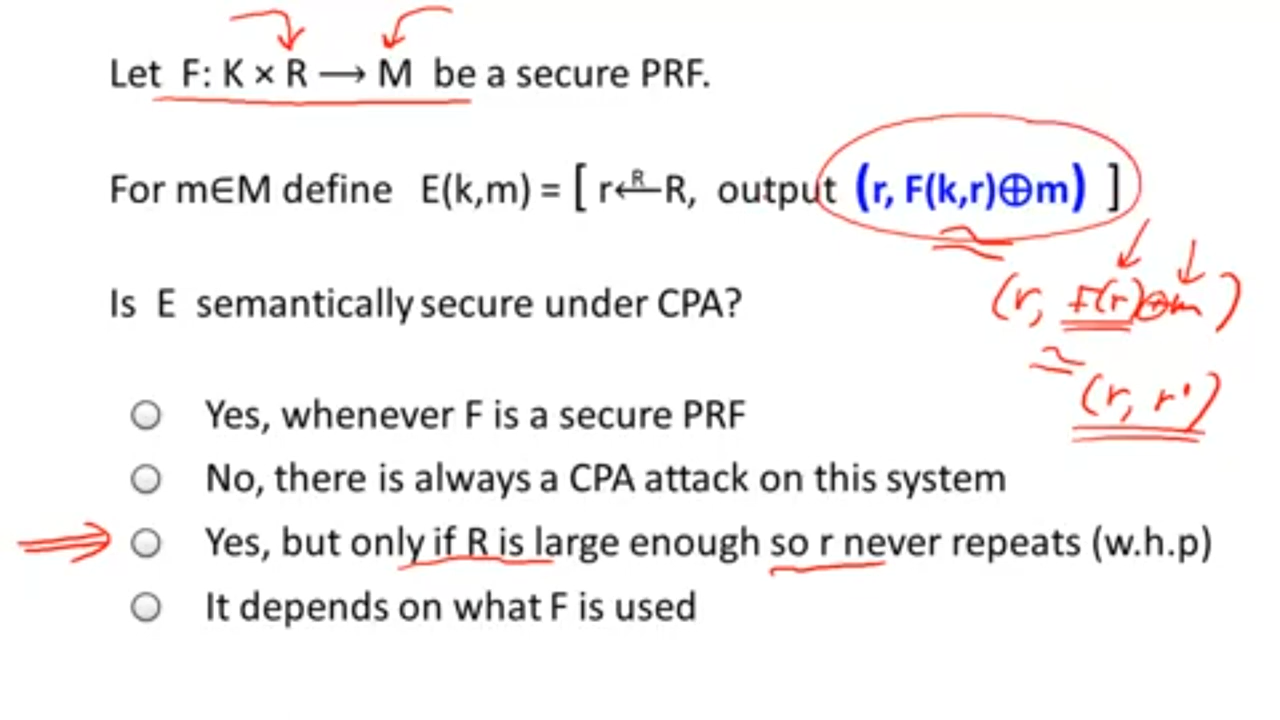 Let F: K × R ⟶ M be a secure PRF.
For m∈M define E(k,m) = [ r ←R– R, output (r, F(k,r)⊕m) ]
Is E semantically secure under CPA?
(r, f(r)⊕m)
≈ (r, r')
Yes, whenever F is a secure PRF
No, there is always a CPA attack on this system
Yes, but only if R is large enough so r never repeats (w.h.p)
It depends on what F is used